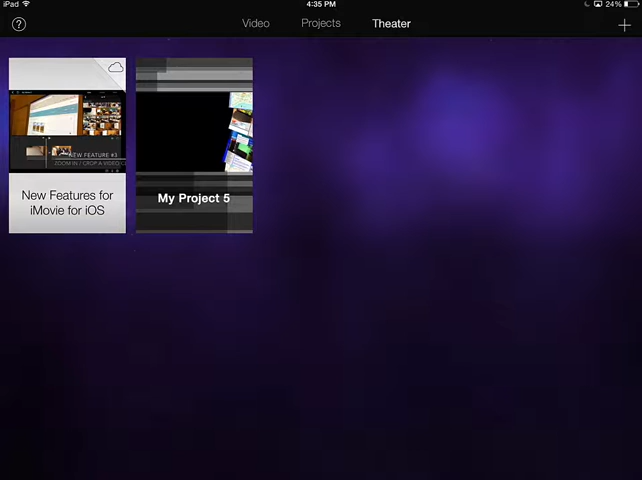 iPad
4:35 PM
24%
?
Video
Projects
Theater
+
NEW FEATURE #3
ZOOM IN / CROP A VIDEO
New Features for
iMovie for iOS
My Project 5